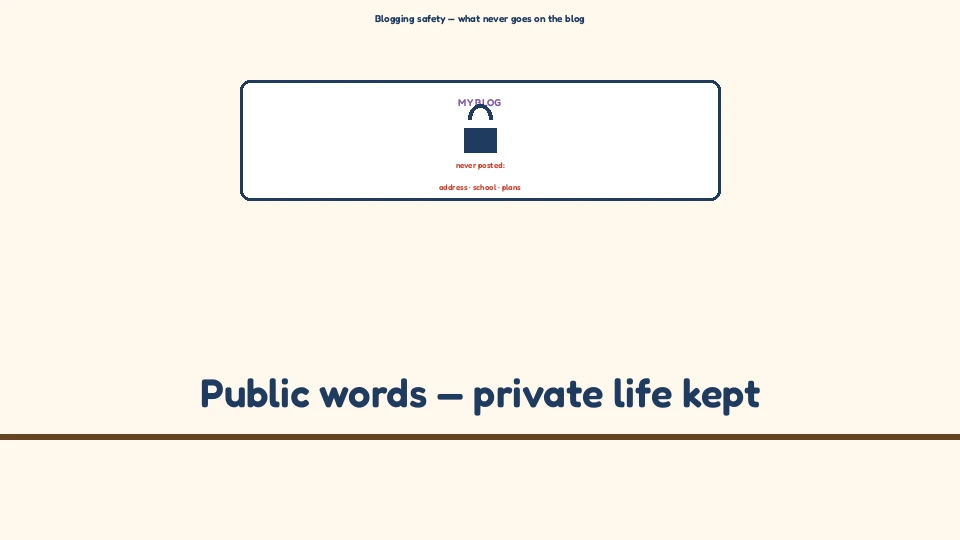 Blogging safety — what never goes on the blog
MY BLOG
never posted:
address · school · plans
Public words — private life kept